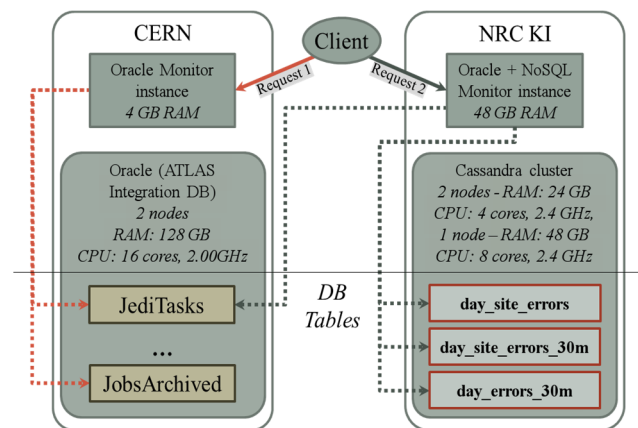 CERN
Client
NRC KI
Oracle Monitor
instance
4 GB RAM
Request 1
Request 2
Oracle + NoSQL
Monitor instance
48 GB RAM
Oracle (ATLAS
Integration DB)
2 nodes
RAM: 128 GB
CPU: 16 cores, 2.00GHz
Cassandra cluster
2 nodes - RAM: 24 GB
CPU: 4 cores, 2.4 GHz,
1 node – RAM: 48 GB
CPU: 8 cores, 2.4 GHz
DB
Tables
JediTasks
...
JobsArchived
day_site_errors
day_site_errors_30m
day_errors_30m